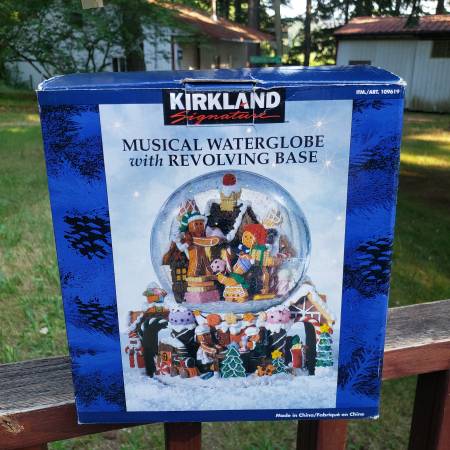 ITM./ART. 109619
KIRKLAND
Signature
MUSICAL WATERGLOBE
with REVOLVING BASE
Made in China/Fabriqué en Chine